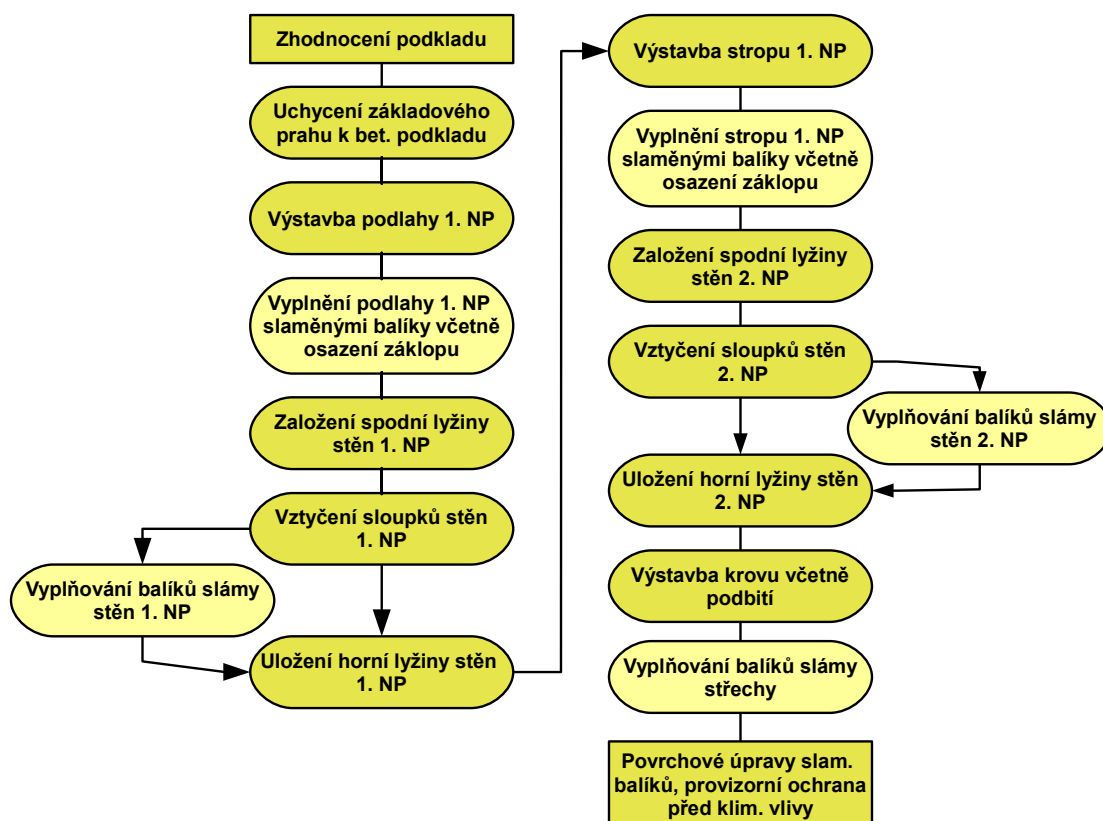 Zhodnocení podkladu
Uchycení základového
prahu k bet. podkladu
Výstavba podlahy 1. NP
Vyplnění podlahy 1. NP
slaměnými balíky včetně
osazení záklopu
Založení spodní lyžiny
stěn 1. NP
Vztyčení sloupků stěn
1. NP
Vyplňování balíků slámy
stěn 1. NP
Uložení horní lyžiny stěn
1. NP
Výstavba stropu 1. NP
Vyplnění stropu 1. NP
slaměnými balíky včetně
osazení záklopu
Založení spodní lyžiny
stěn 2. NP
Vztyčení sloupků stěn
2. NP
Vyplňování balíků slámy
stěn 2. NP
Uložení horní lyžiny stěn
2. NP
Výstavba krovu včetně
podbití
Vyplňování balíků slámy
střechy
Povrchové úpravy slam.
balíků, provizorní ochrana
před klim. vlivy